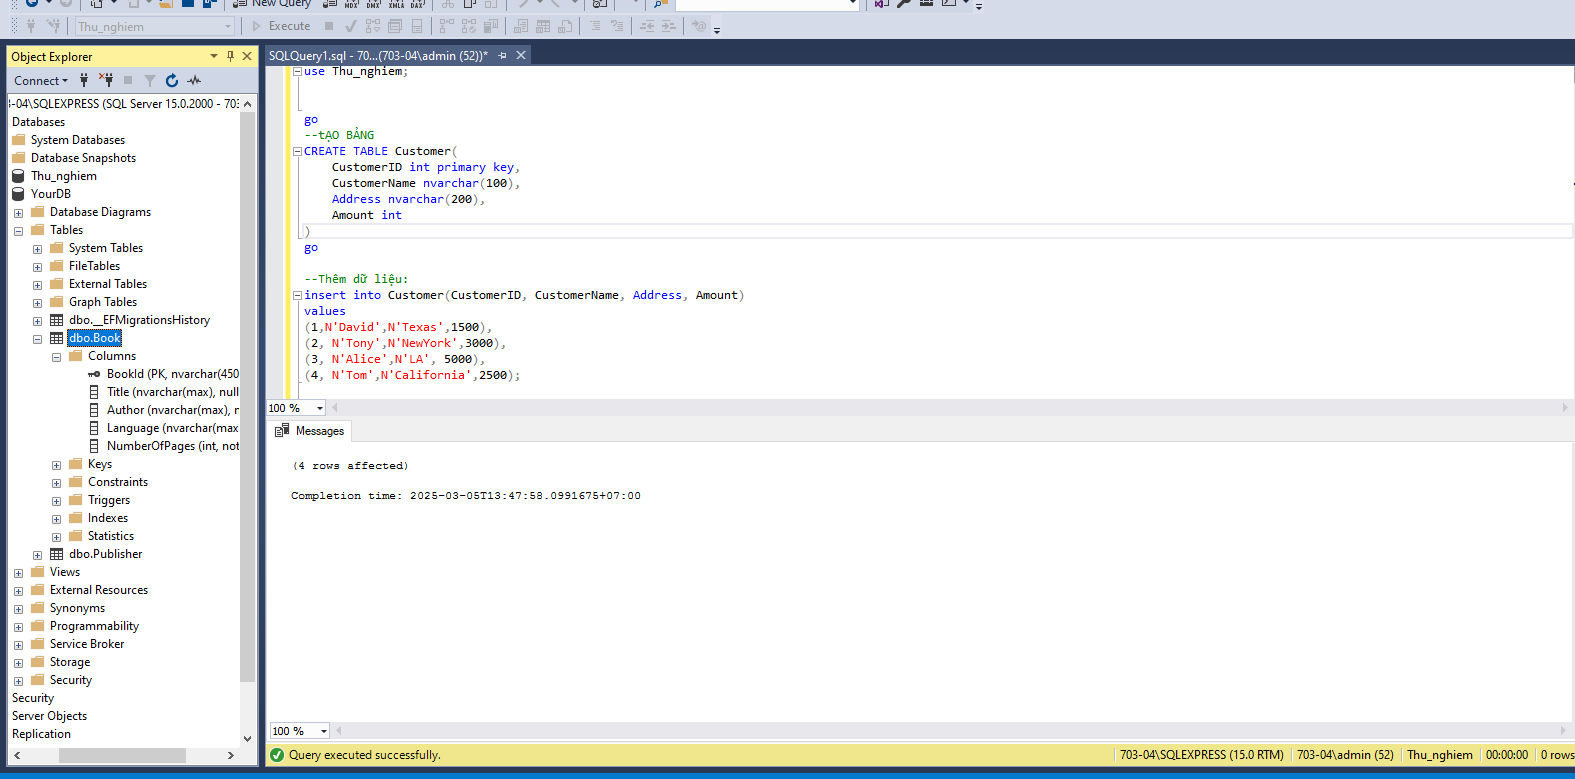 New Query
MDX DMX XMLA DAX
Thu_nghiem
Execute
Object Explorer
Connect
3-04\SQLEXPRESS (SQL Server 15.0.2000 - 703
Databases
System Databases
Database Snapshots
Thu_nghiem
YourDB
Database Diagrams
Tables
System Tables
FileTables
External Tables
Graph Tables
dbo.__EFMigrationsHistory
dbo.Book
Columns
BookId (PK, nvarchar(450
Title (nvarchar(max), null
Author (nvarchar(max), n
Language (nvarchar(max
NumberOfPages (int, not
Keys
Constraints
Triggers
Indexes
Statistics
dbo.Publisher
Views
External Resources
Synonyms
Programmability
Service Broker
Storage
Security
Security
Server Objects
Replication
SQLQuery1.sql - 70...(703-04\admin (52))*
use Thu_nghiem;
go
--tẠO BẢNG
CREATE TABLE Customer(
CustomerID int primary key,
CustomerName nvarchar(100),
Address nvarchar(200),
Amount int
)
go
--Thêm dữ liệu:
insert into Customer(CustomerID, CustomerName, Address, Amount)
values
(1,N'David',N'Texas',1500),
(2, N'Tony',N'NewYork',3000),
(3, N'Alice',N'LA', 5000),
(4, N'Tom',N'California',2500);
100 %
Messages
(4 rows affected)
Completion time: 2025-03-05T13:47:58.0991675+07:00
100 %
Query executed successfully.
703-04\SQLEXPRESS (15.0 RTM)
703-04\admin (52)
Thu_nghiem
00:00:00
0 rows